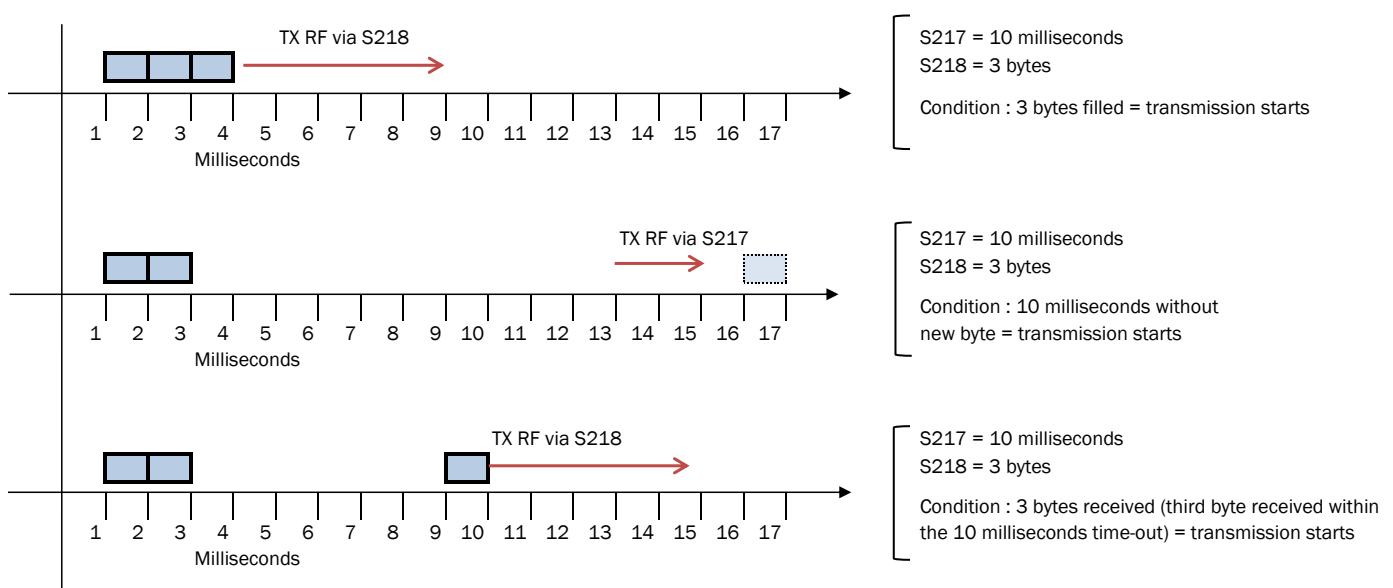 TX RF via S218
1 2 3 4 5 6 7 8 9 10 11 12 13 14 15 16 17
Milliseconds
S217 = 10 milliseconds
S218 = 3 bytes
Condition : 3 bytes filled = transmission starts
TX RF via S217
1 2 3 4 5 6 7 8 9 10 11 12 13 14 15 16 17
Milliseconds
S217 = 10 milliseconds
S218 = 3 bytes
Condition : 10 milliseconds without
new byte = transmission starts
TX RF via S218
1 2 3 4 5 6 7 8 9 10 11 12 13 14 15 16 17
Milliseconds
S217 = 10 milliseconds
S218 = 3 bytes
Condition : 3 bytes received (third byte received within
the 10 milliseconds time-out) = transmission starts